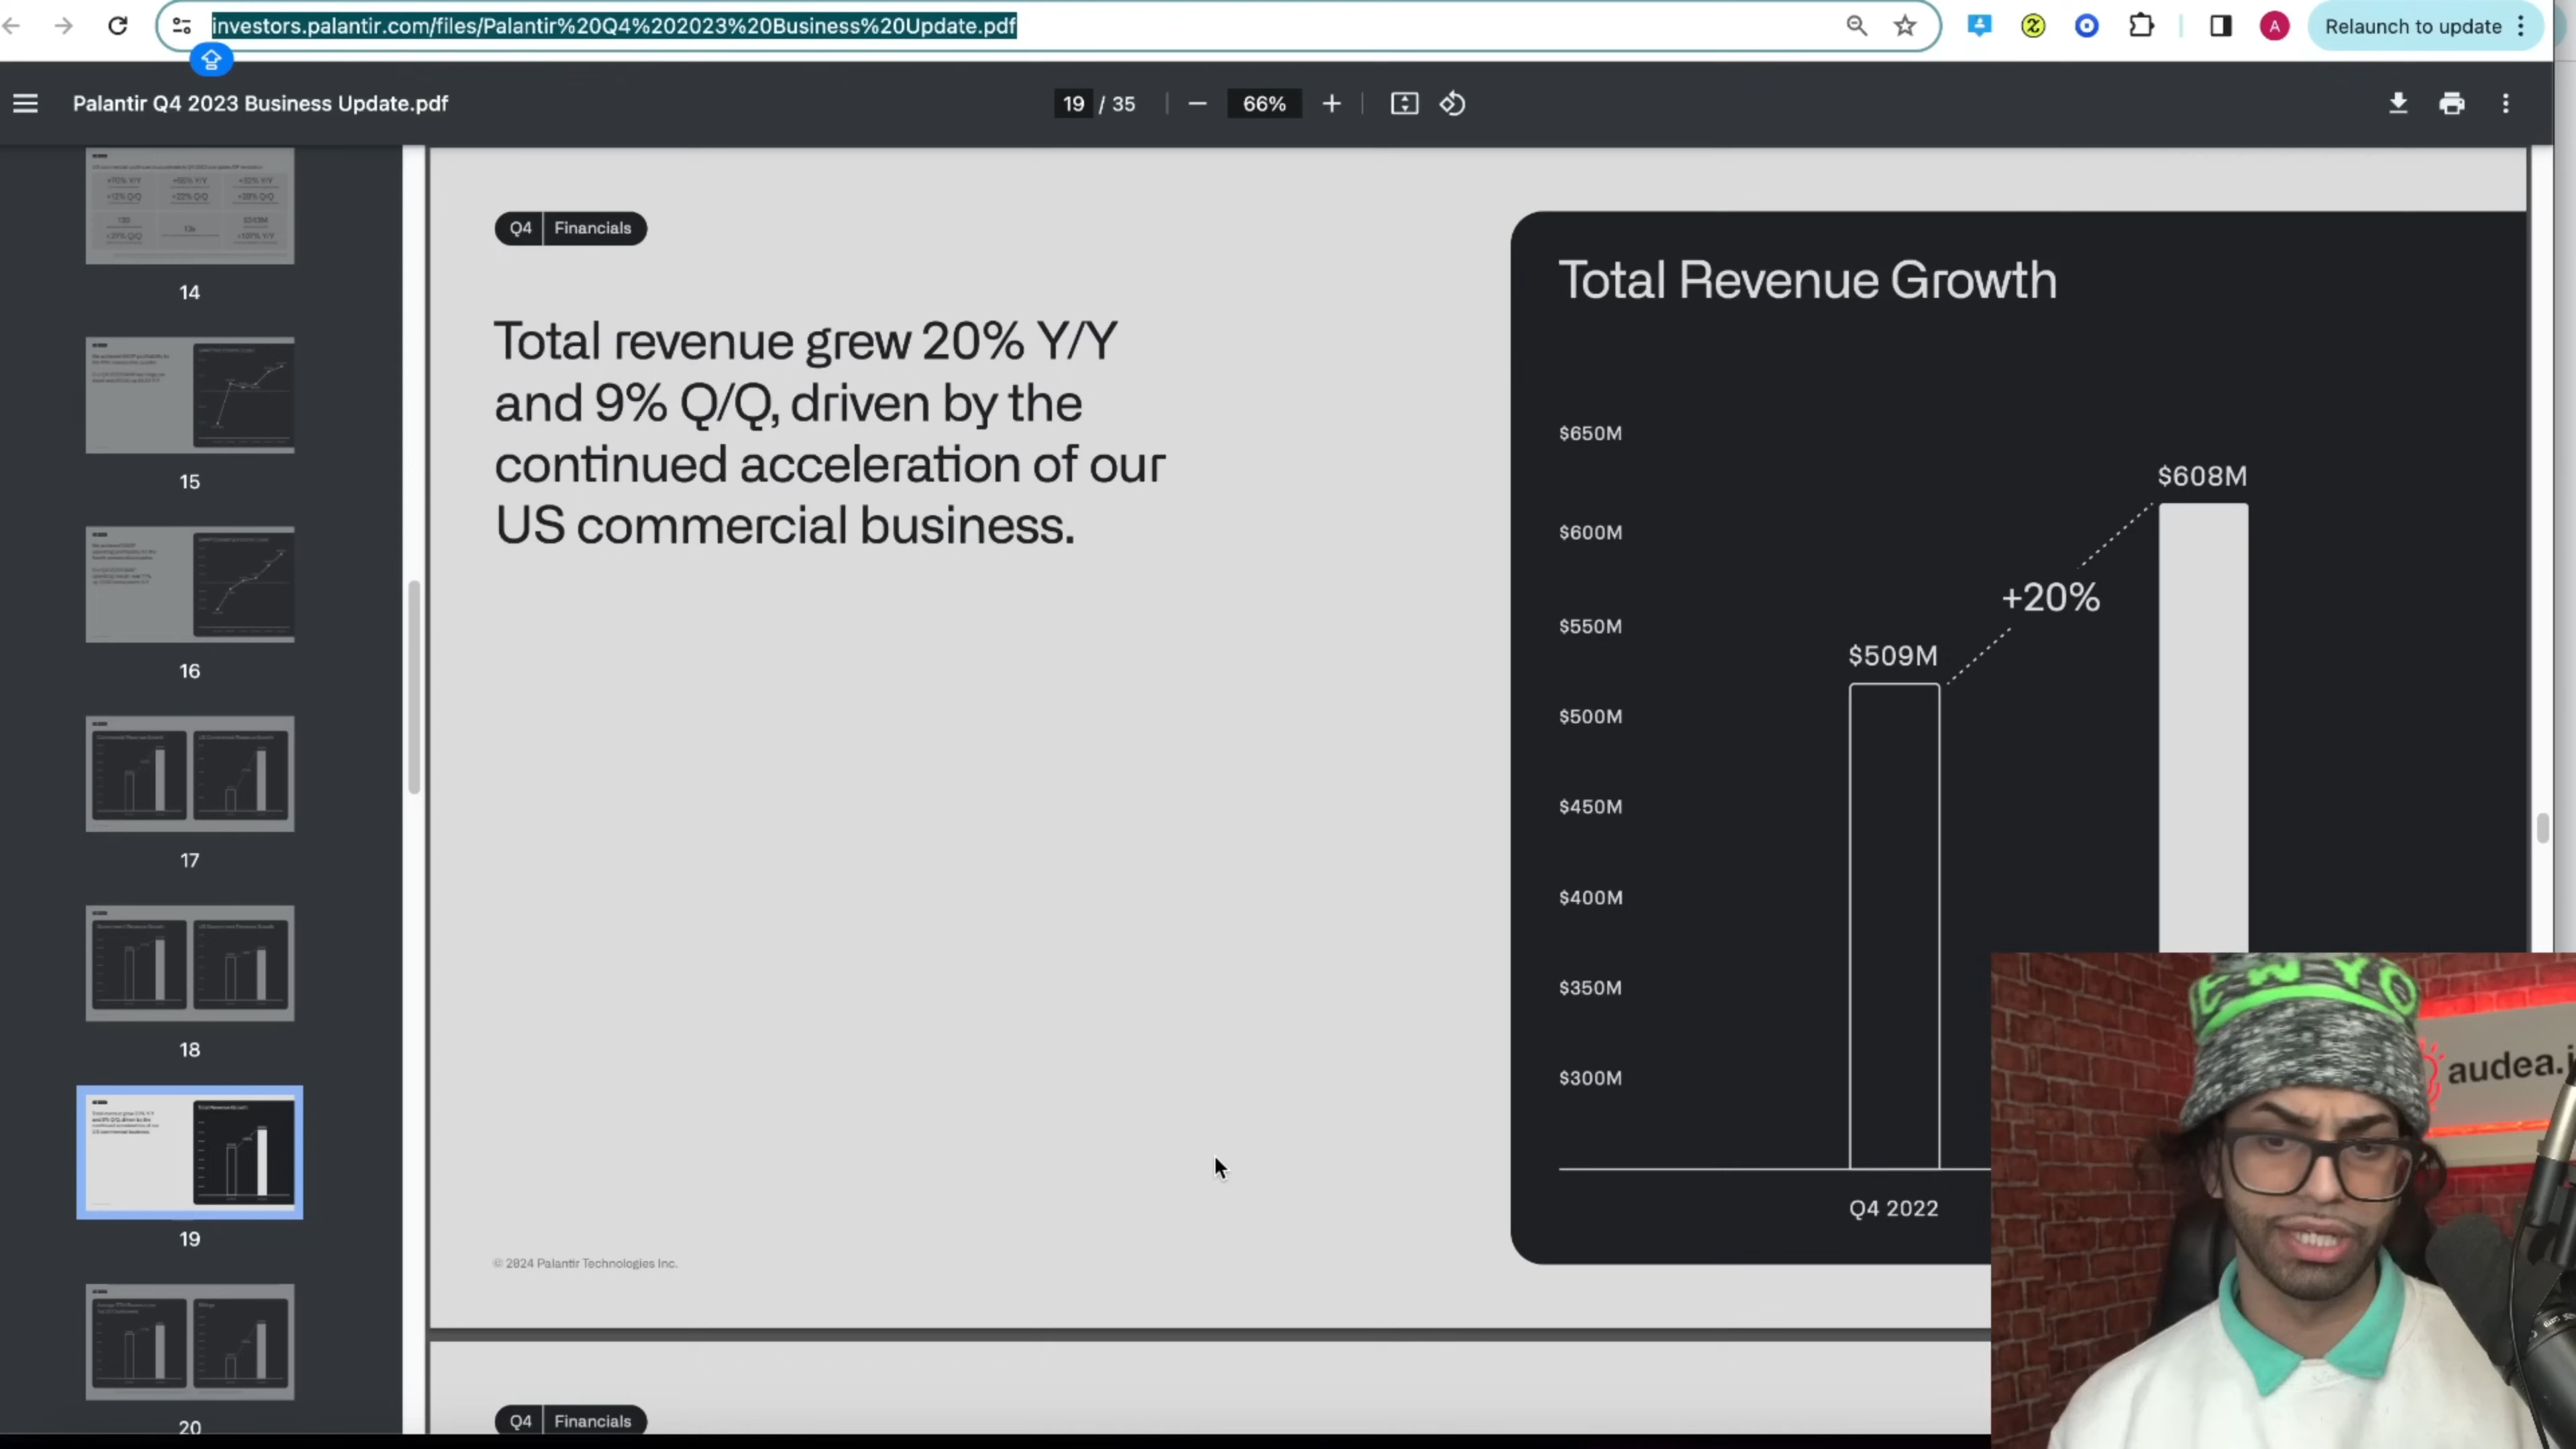 investors.palantir.com/files/Palantir%20Q4%202023%20Business%20Update.pdf
A
Relaunch to update
Palantir Q4 2023 Business Update.pdf
19 / 35
66%
14
15
16
17
18
19
20
Q4 Financials
Total revenue grew 20% Y/Y
and 9% Q/Q, driven by the
continued acceleration of our
US commercial business.
© 2024 Palantir Technologies Inc.
Total Revenue Growth
$650M
$600M
$550M
$500M
$450M
$400M
$350M
$300M
$608M
+20%
$509M
Q4 2022
EW YO
audea.i
Q4 Financials